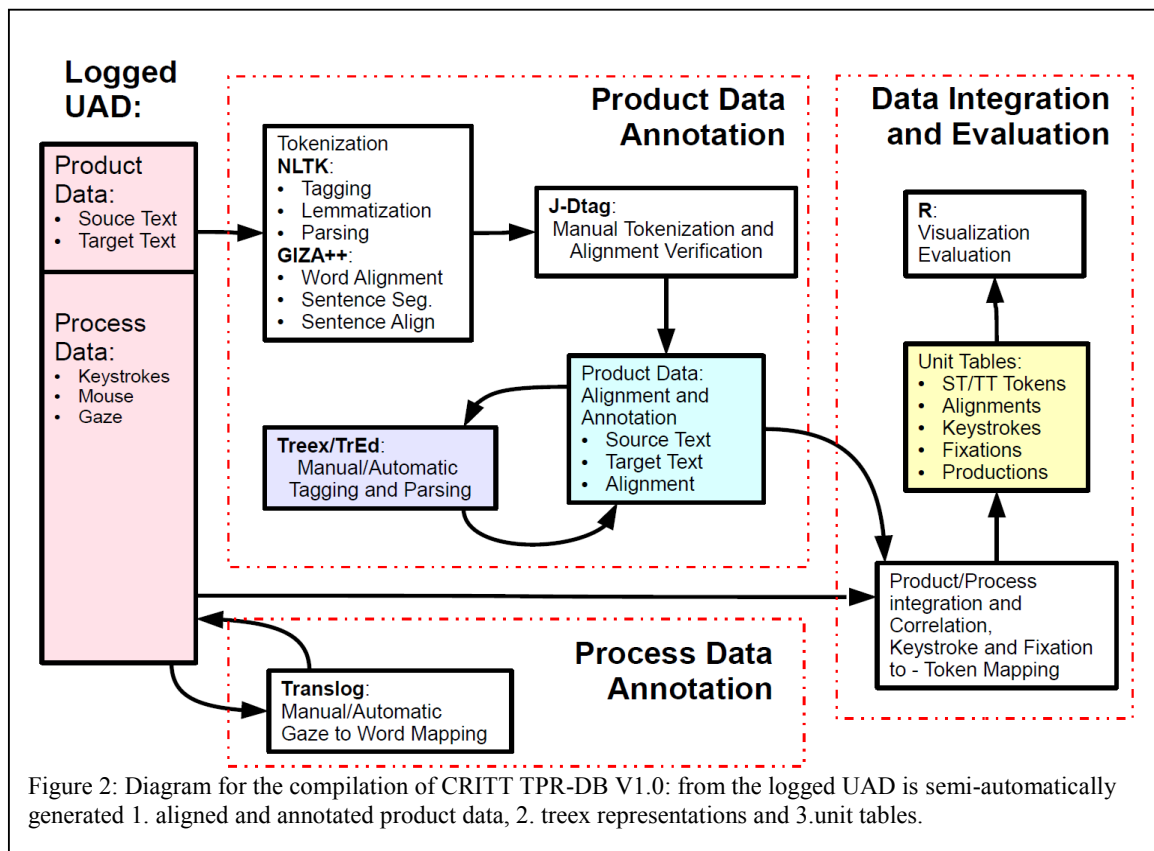 Logged
UAD:
Product
Data:
• Souce Text
• Target Text
Process
Data:
• Keystrokes
• Mouse
• Gaze
Product Data
Annotation
Tokenization
NLTK:
• Tagging
• Lemmatization
• Parsing
GIZA++:
• Word Alignment
• Sentence Seg.
• Sentence Align
J-Dtag:
Manual Tokenization and
Alignment Verification
Product Data:
Alignment and
Annotation
• Source Text
• Target Text
• Alignment
Treex/TrEd:
Manual/Automatic
Tagging and Parsing
Process Data
Annotation
Translog:
Manual/Automatic
Gaze to Word Mapping
Data Integration
and Evaluation
R:
Visualization
Evaluation
Unit Tables:
• ST/TT Tokens
• Alignments
• Keystrokes
• Fixations
• Productions
Product/Process
integration and
Correlation,
Keystroke and Fixation
to - Token Mapping
Figure 2: Diagram for the compilation of CRITT TPR-DB V1.0: from the logged UAD is semi-automatically
generated 1. aligned and annotated product data, 2. treex representations and 3.unit tables.